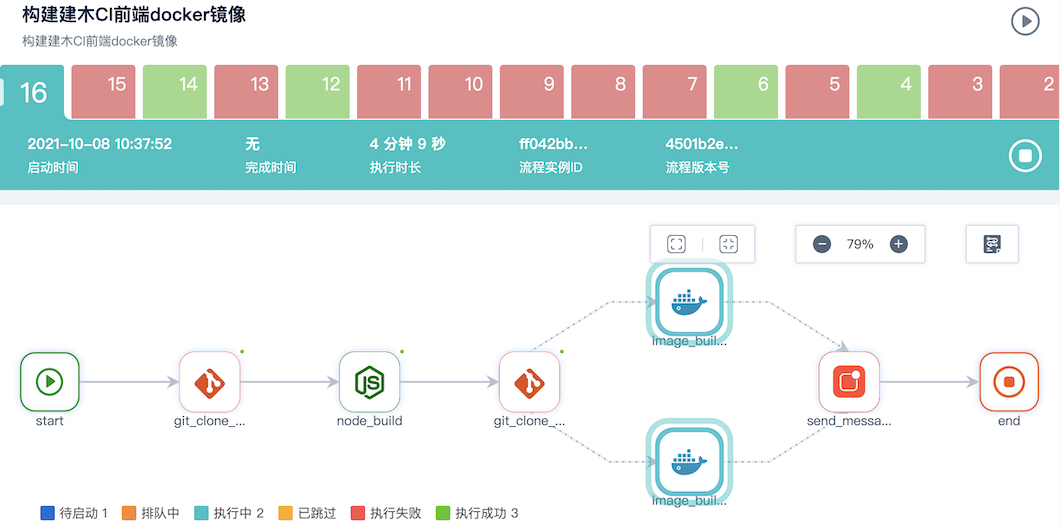 构建建木CI前端docker镜像
构建建木CI前端docker镜像
16 15 14 13 12 11 10 9 8 7 6 5 4 3 2
2021-10-08 10:37:52 无 4 分钟 9 秒 ff042bb... 4501b2e...
启动时间 完成时间 执行时长 流程实例ID 流程版本号
79%
image_buil...
start git_clone_... node_build git_clone_... send_messa... end
image_buil...
待启动 1 排队中 执行中 2 已跳过 执行失败 执行成功 3